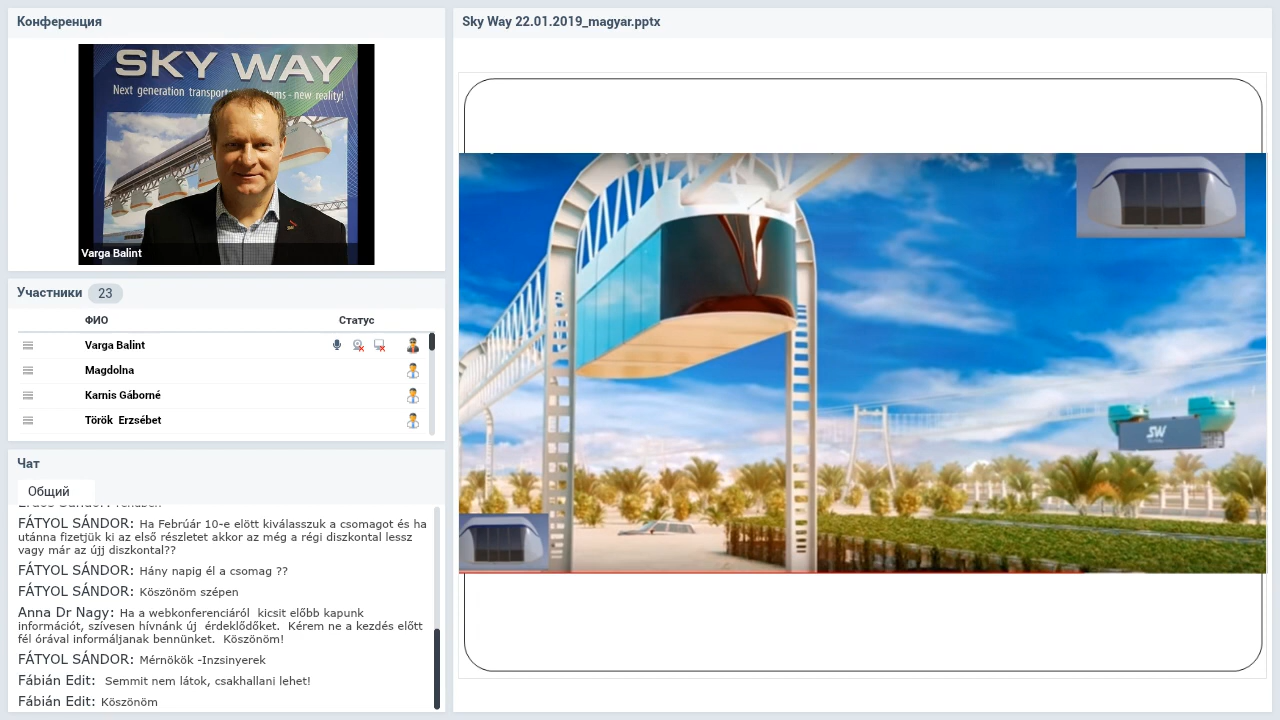 Конференция
SKY WAY
Next generation
- new reality!
Varga Balint
Участники 23
ФИО Статус
Varga Balint
Magdolna
Karnis Gáborné
Török Erzsébet
Чат
Общий
FÁTYOL SÁNDOR: Ha Február 10-e elött kiválasszuk a csomagot és ha
utánna fizetjük ki az első részletet akkor az még a régi diszkontal lessz
vagy már az újj diszkontal??
FÁTYOL SÁNDOR: Hány napig él a csomag ??
FÁTYOL SÁNDOR: Köszönöm szépen
Anna Dr Nagy: Ha a webkonferenciáról kicsit előbb kapunk
információt, szívesen hívnánk új érdeklődőket. Kérem ne a kezdés előtt
fél órával informáljanak bennünket. Köszönöm!
FÁTYOL SÁNDOR: Mérnökök -Inzsinyerek
Fábián Edit: Semmit nem látok, csakhallani lehet!
Fábián Edit: Köszönöm
Sky Way 22.01.2019_magyar.pptx
SW